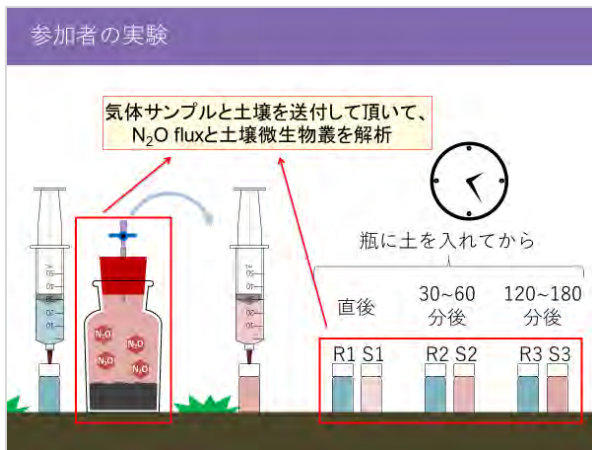 参加者の実験
気体サンプルと土壌を送付して頂いて、
N₂O fluxと土壌微生物叢を解析
瓶に土を入れてから
直後
30~60
分後
120~180
分後
R1 S1
R2 S2
R3 S3
N₂O
N₂O
N₂O
N₂O